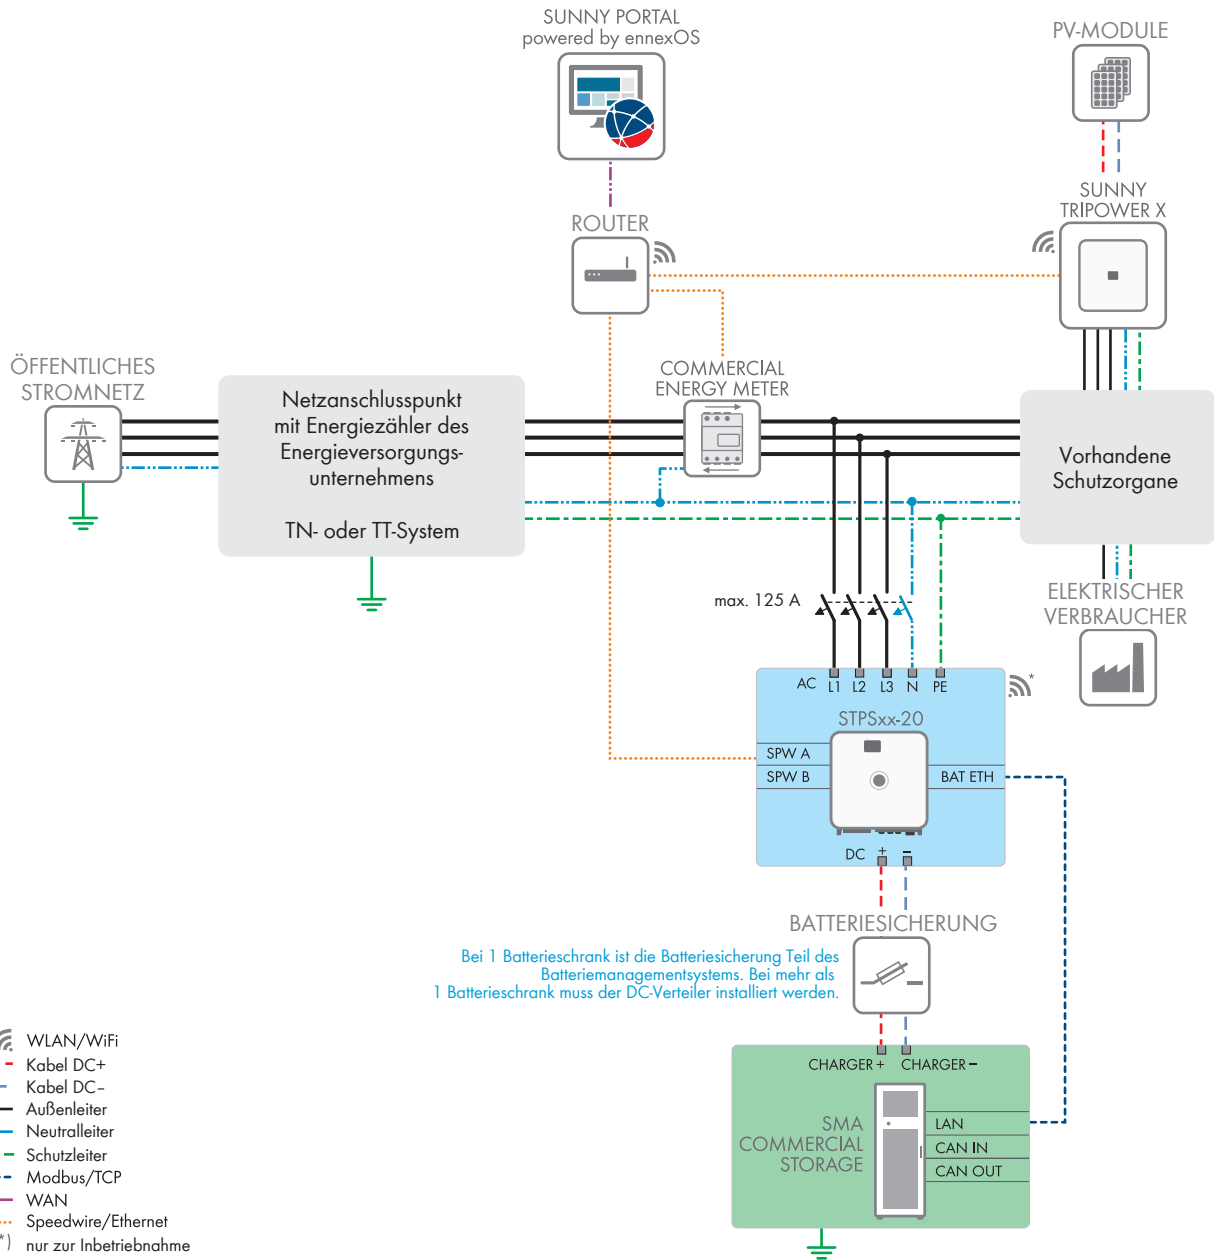 SUNNY PORTAL
powered by ennexOS
PV-MODULE
SUNNY
TRIPOWER X
ROUTER
ÖFFENTLICHES
STROMNETZ
Netzanschlusspunkt
mit Energiezähler des
Energieversorgungs-
unternehmens
TN- oder TT-System
COMMERCIAL
ENERGY METER
Vorhandene
Schutzorgane
max. 125 A
ELEKTRISCHER
VERBRAUCHER
AC L1 L2 L3 N PE
*
STPSxx-20
SPW A
SPW B
BAT ETH
DC + –
BATTERIESICHERUNG
Bei 1 Batterieschrank ist die Batteriesicherung Teil des
Batteriemanagementsystems. Bei mehr als
1 Batterieschrank muss der DC-Verteiler installiert werden.
CHARGER + CHARGER –
SMA
COMMERCIAL
STORAGE
LAN
CAN IN
CAN OUT
WLAN/WiFi
Kabel DC+
Kabel DC–
Außenleiter
Neutralleiter
Schutzleiter
Modbus/TCP
WAN
Speedwire/Ethernet
*) nur zur Inbetriebnahme